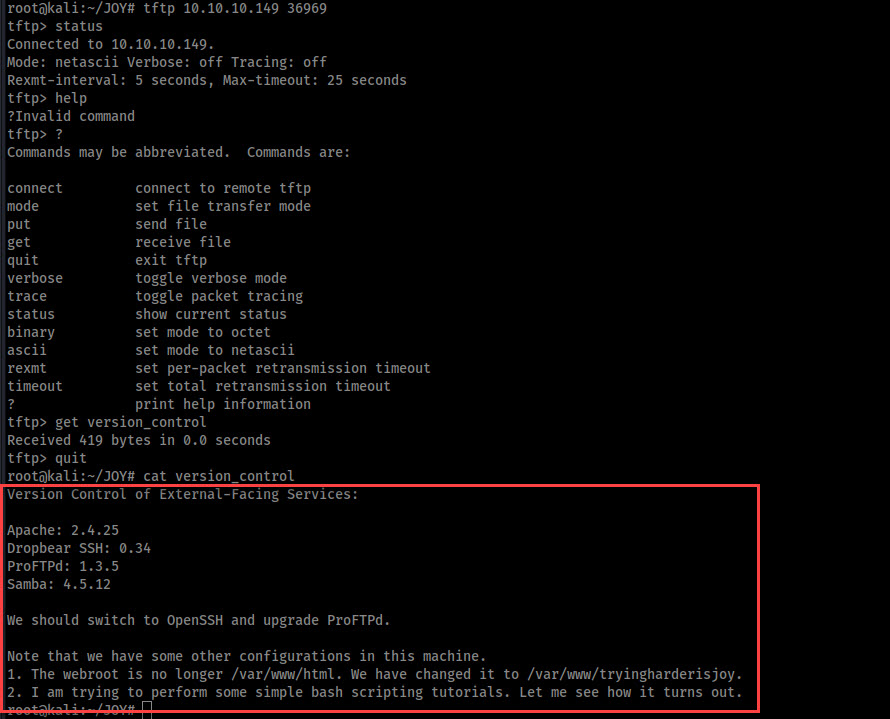 root@kali:~/JOY# tftp 10.10.10.149 36969
tftp> status
Connected to 10.10.10.149.
Mode: netascii Verbose: off Tracing: off
Rexmt-interval: 5 seconds, Max-timeout: 25 seconds
tftp> help
?Invalid command
tftp> ?
Commands may be abbreviated.  Commands are:

connect         connect to remote tftp
mode            set file transfer mode
put             send file
get             receive file
quit            exit tftp
verbose         toggle verbose mode
trace           toggle packet tracing
status          show current status
binary          set mode to octet
ascii           set mode to netascii
rexmt           set per-packet retransmission timeout
timeout         set total retransmission timeout
?               print help information
tftp> get version_control
Received 419 bytes in 0.0 seconds
tftp> quit
root@kali:~/JOY# cat version_control
Version Control of External-Facing Services:

Apache: 2.4.25
Dropbear SSH: 0.34
ProFTPd: 1.3.5
Samba: 4.5.12

We should switch to OpenSSH and upgrade ProFTPd.

Note that we have some other configurations in this machine.
1. The webroot is no longer /var/www/html. We have changed it to /var/www/tryingharderisjoy.
2. I am trying to perform some simple bash scripting tutorials. Let me see how it turns out.
root@kali:~/JOY#